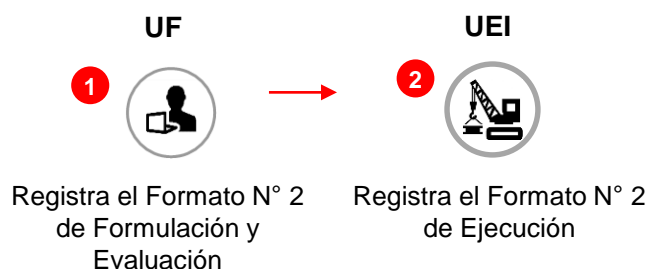 UF
1
Registra el Formato N° 2
de Formulación y
Evaluación
UEI
2
Registra el Formato N° 2
de Ejecución